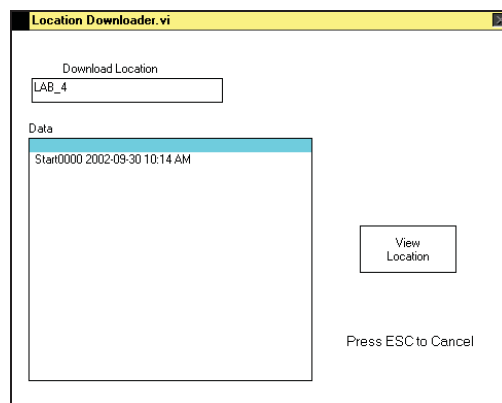 Location Downloader.vi
Download Location
LAB_4
Data
Start0000 2002-09-30 10:14 AM
View
Location
Press ESC to Cancel